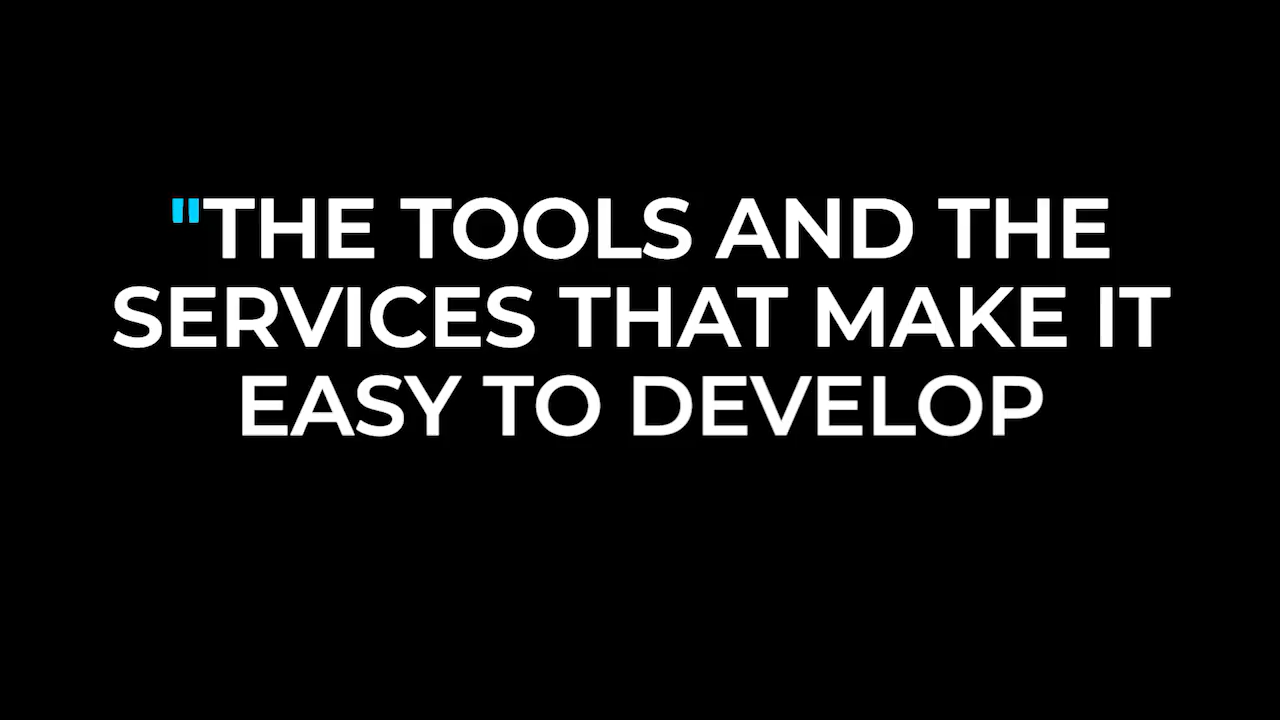 "THE TOOLS AND THE
SERVICES THAT MAKE IT
EASY TO DEVELOP